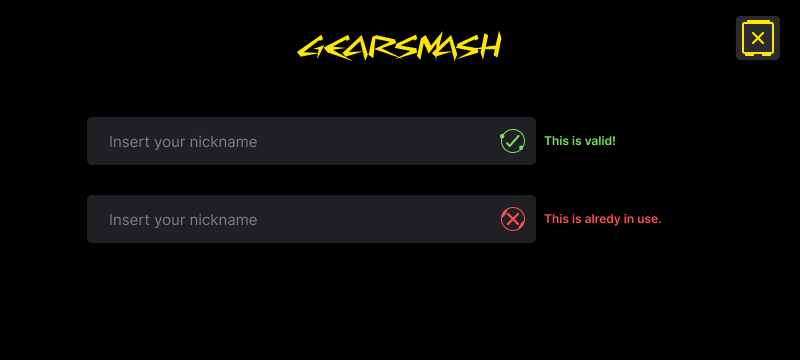 GEARSMASH
Insert your nickname
This is valid!
Insert your nickname
This is alredy in use.